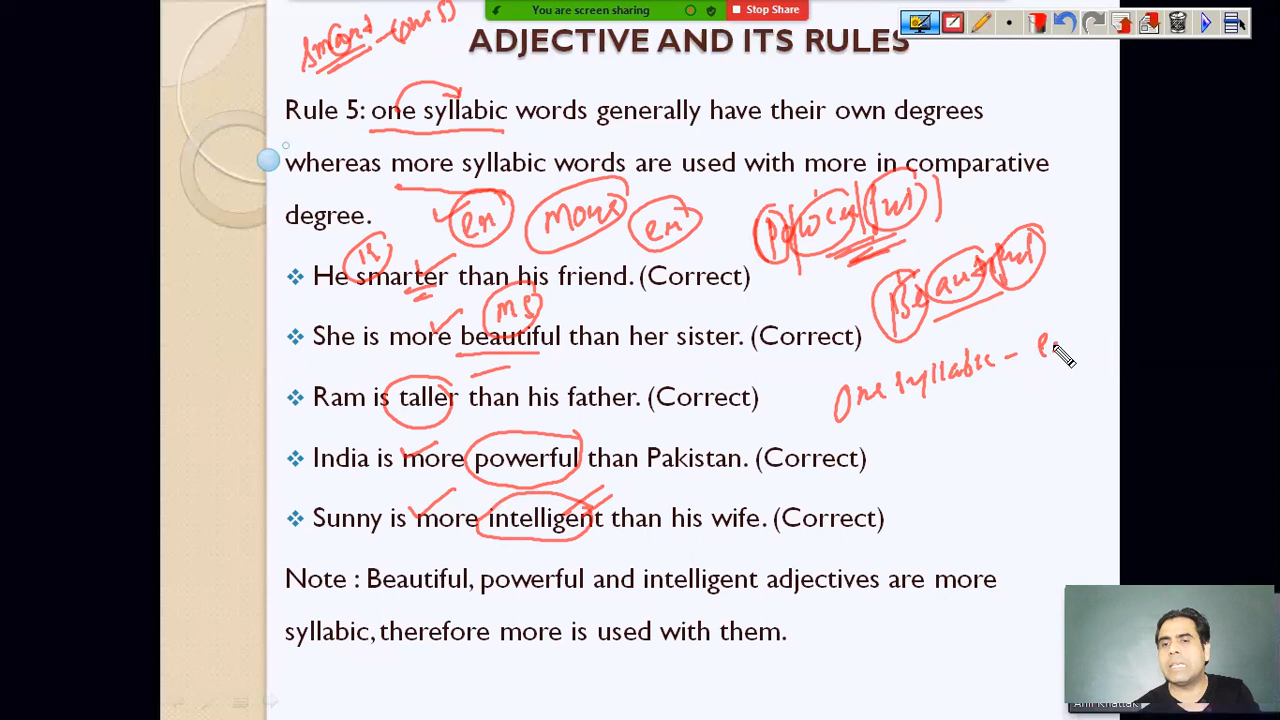 You are screen sharing
Stop Share
ADJECTIVE AND ITS RULES
Rule 5: one syllabic words generally have their own degrees
whereas more syllabic words are used with more in comparative
degree.
er more er
He smarter than his friend. (Correct)
She is more beautiful than her sister. (Correct)
One syllabic - e
Ram is taller than his father. (Correct)
India is more powerful than Pakistan. (Correct)
Sunny is more intelligent than his wife. (Correct)
Note : Beautiful, powerful and intelligent adjectives are more
syllabic, therefore more is used with them.